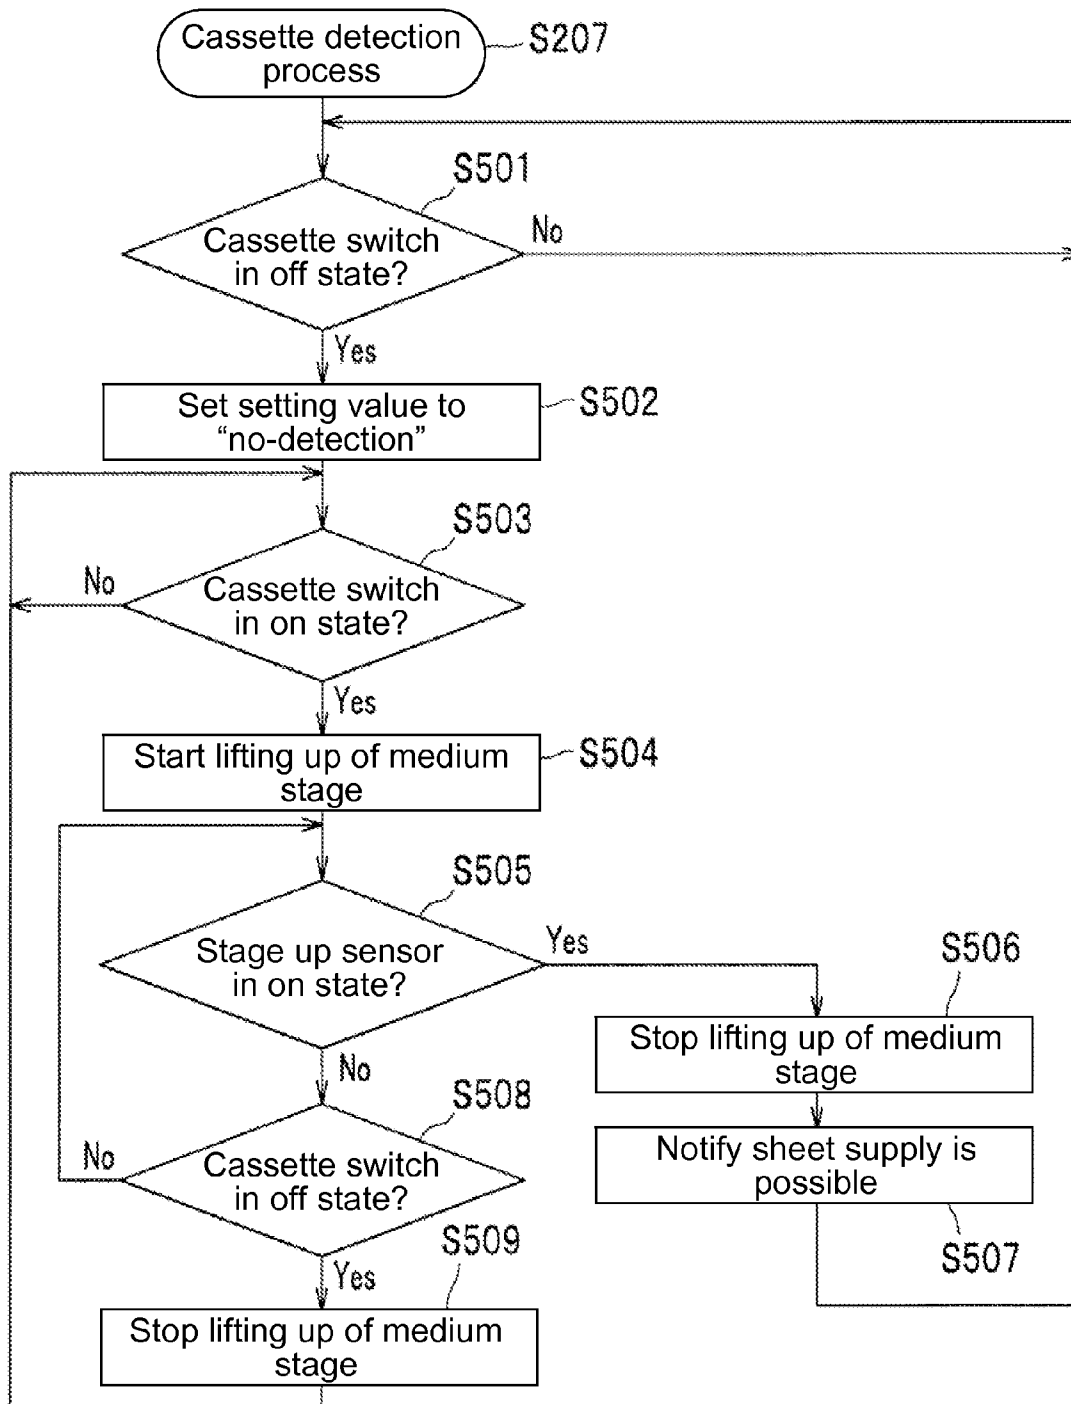 Cassette detection
process
S207
S501
Cassette switch
in off state?
No
Yes
Set setting value to
“no-detection”
S502
S503
Cassette switch
in on state?
No
Yes
Start lifting up of medium
stage
S504
S505
Stage up sensor
in on state?
Yes
No
S506
Stop lifting up of medium
stage
Notify sheet supply is
possible
S507
S508
Cassette switch
in off state?
No
Yes
S509
Stop lifting up of medium
stage